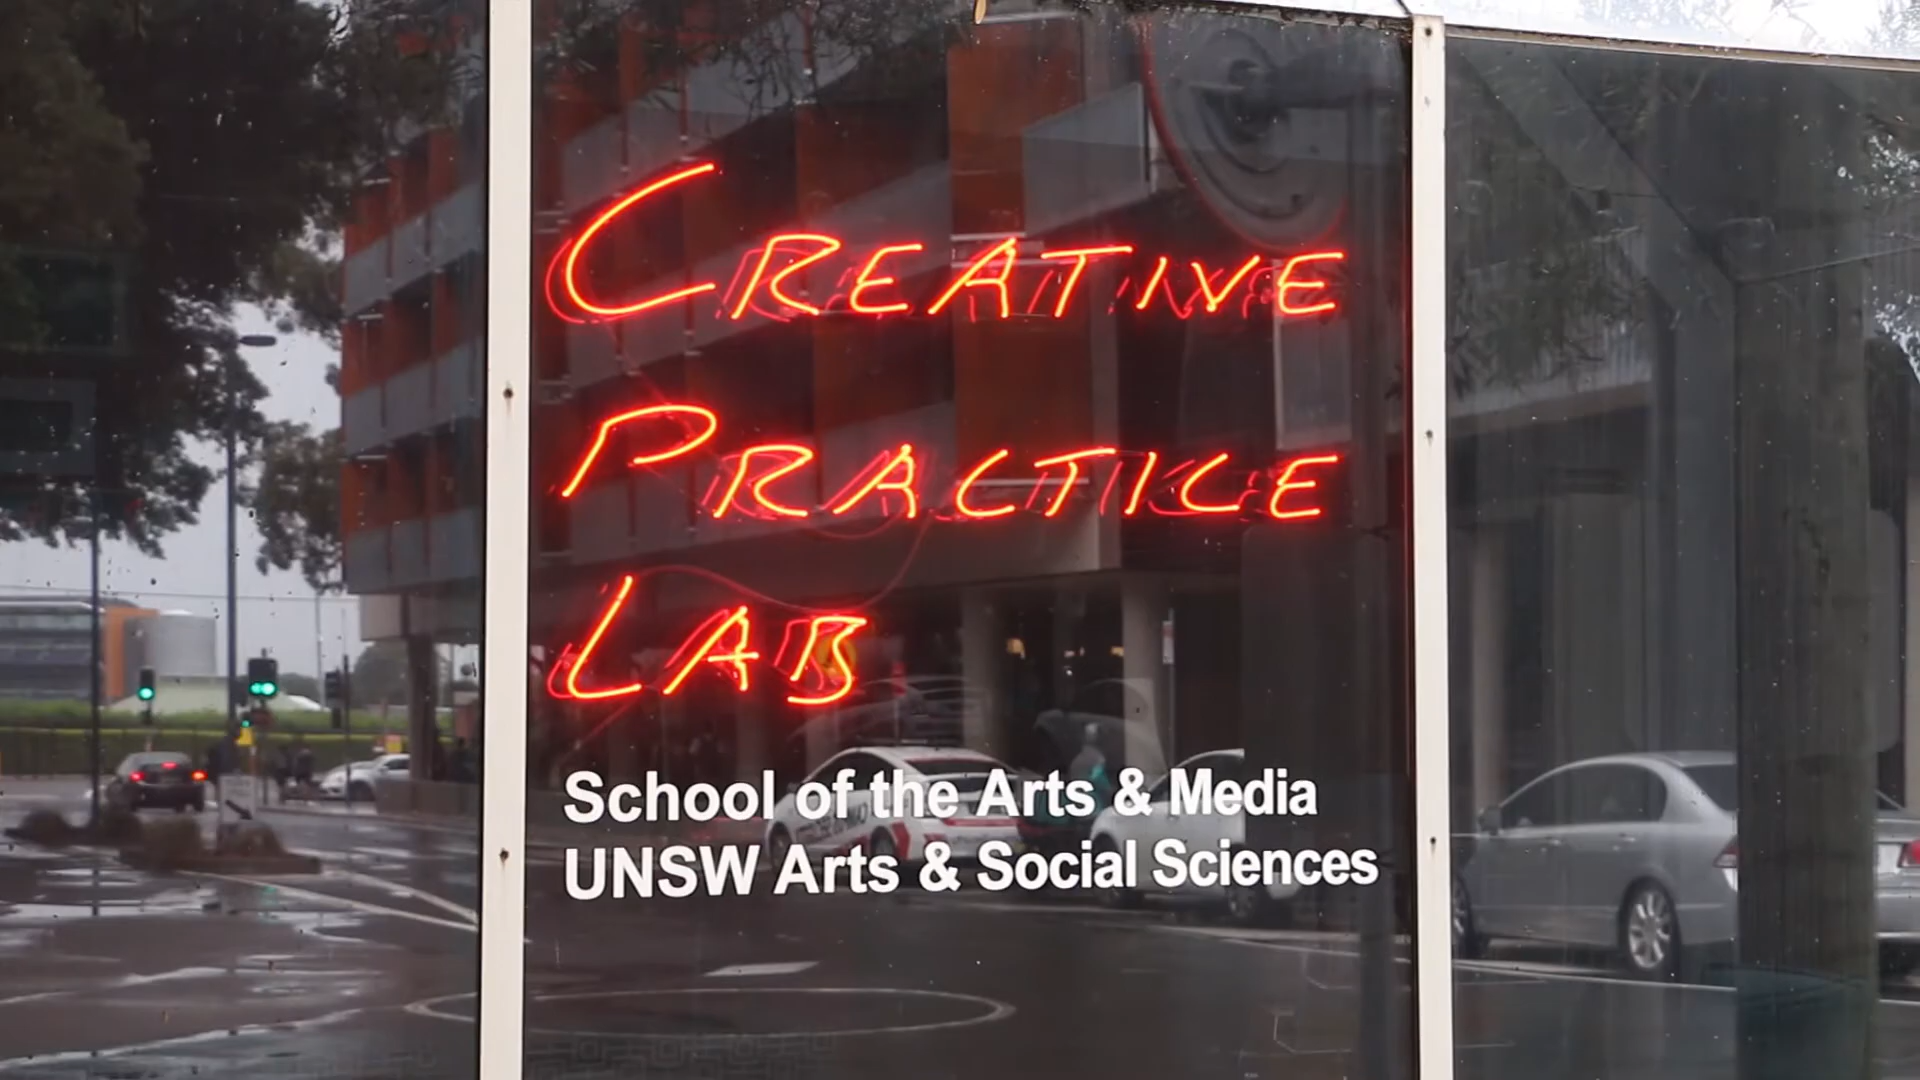 CREATIVE
PRACTICE
LAB
School of the Arts & Media
UNSW Arts & Social Sciences